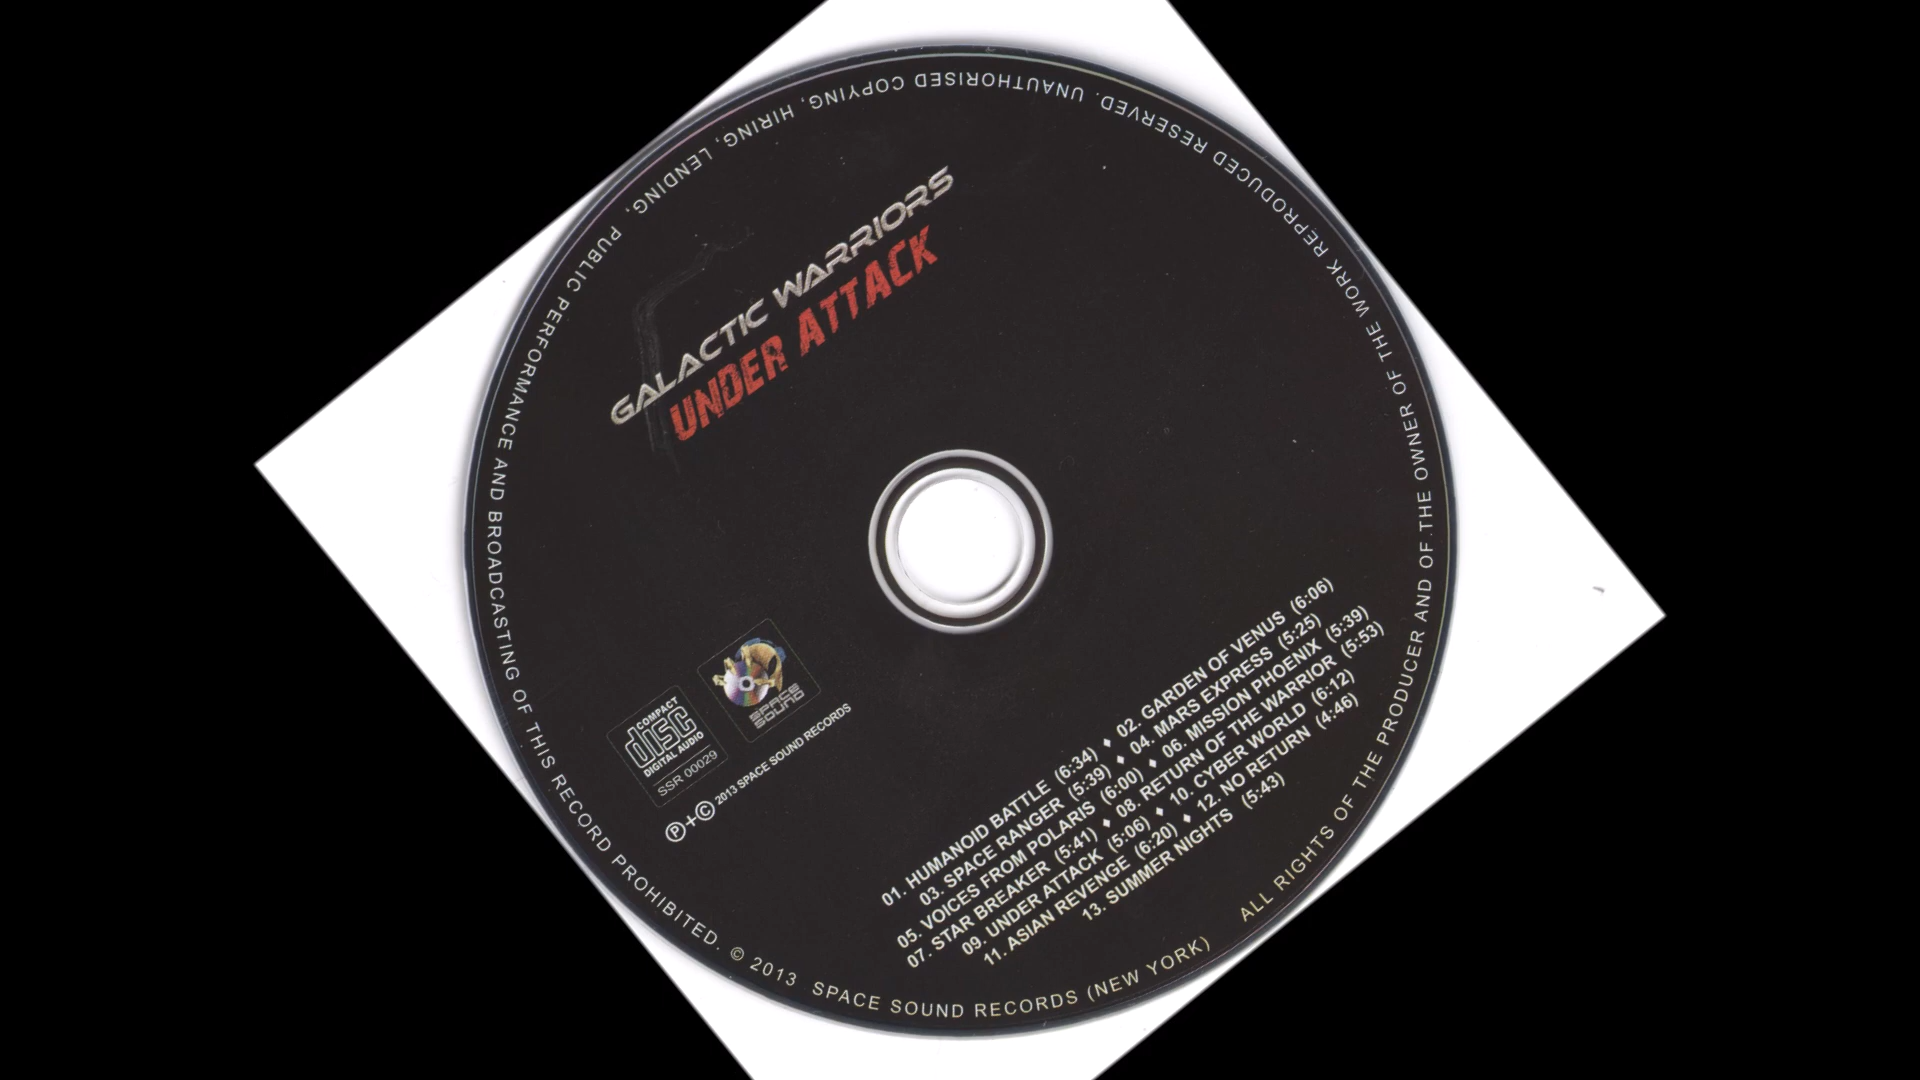 GALACTIC WARRIORS
UNDER ATTACK
COMPACT
disc
DIGITAL AUDIO
SSR 00029
SPACE
SOUND
Ⓟ+© 2013 SPACE SOUND RECORDS
01. HUMANOID BATTLE (6:34) ♦ 02. GARDEN OF VENUS (6:06)
03. SPACE RANGER (5:39) ♦ 04. MARS EXPRESS (5:25)
05. VOICES FROM POLARIS (6:00) ♦ 06. MISSION PHOENIX (5:39)
07. STAR BREAKER (5:41) ♦ 08. RETURN OF THE WARRIOR (5:53)
09. UNDER ATTACK (5:06) ♦ 10. CYBER WORLD (6:12)
11. ASIAN REVENGE (6:20) ♦ 12. NO RETURN (4:46)
13. SUMMER NIGHTS (5:43)
ALL RIGHTS OF THE PRODUCER AND OF THE OWNER OF THE WORK REPRODUCED RESERVED. UNAUTHORISED COPYING, HIRING, LENDING, PUBLIC PERFORMANCE AND BROADCASTING OF THIS RECORD PROHIBITED. © 2013 SPACE SOUND RECORDS (NEW YORK)